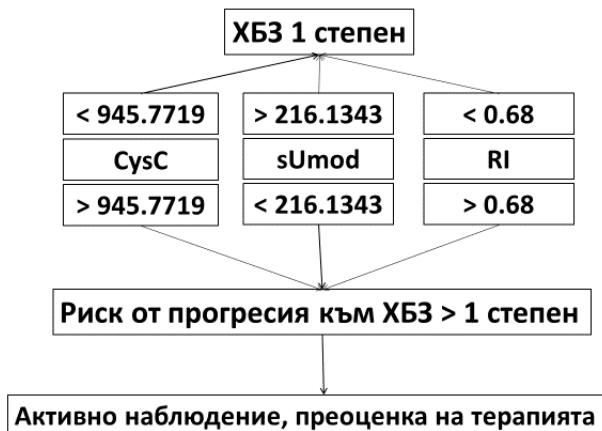 ХБЗ 1 степен
< 945.7719 > 216.1343 < 0.68
CysC sUmod RI
> 945.7719 < 216.1343 > 0.68
Риск от прогресия към ХБЗ > 1 степен
Активно наблюдение, преоценка на терапията